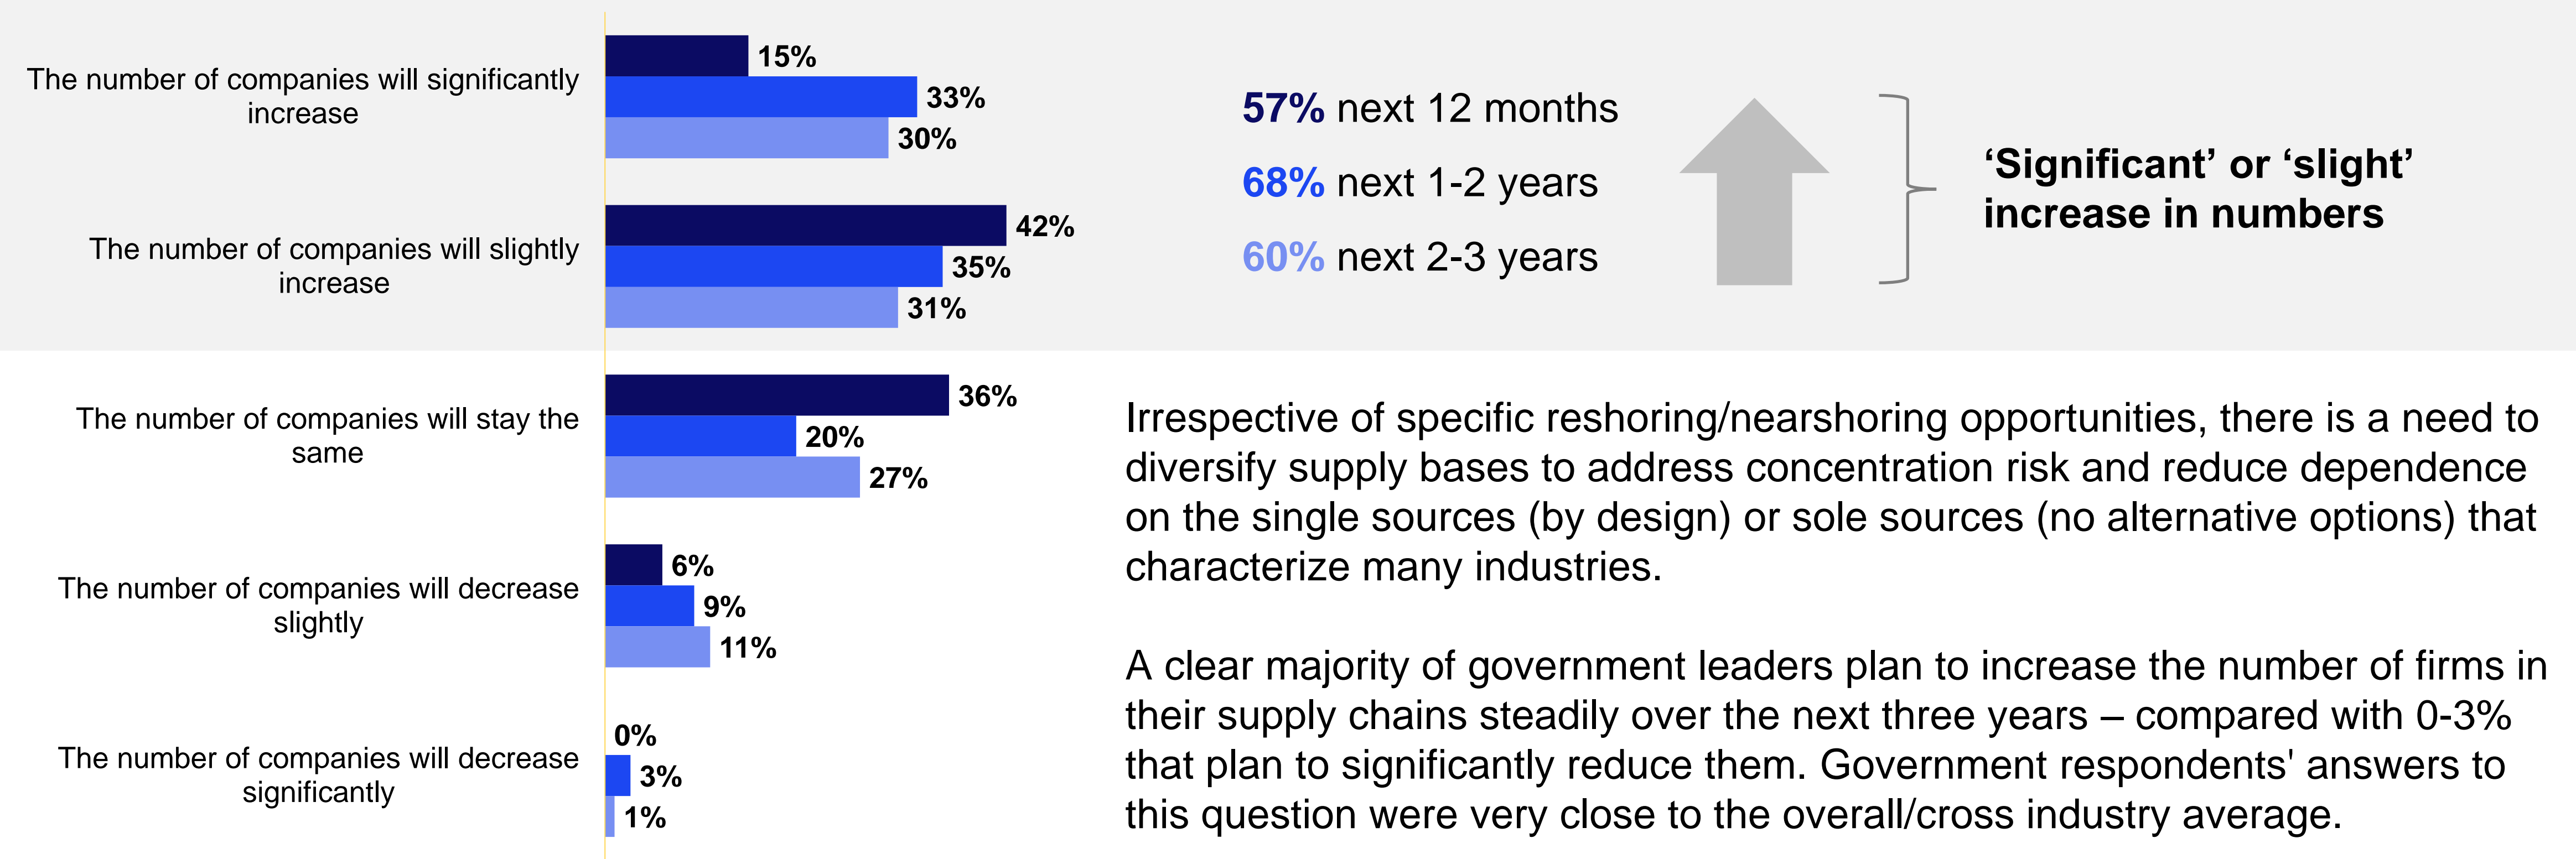 The number of companies will significantly
increase
15%
33%
30%
The number of companies will slightly
increase
42%
35%
31%
57% next 12 months
68% next 1-2 years
60% next 2-3 years
‘Significant’ or ‘slight’
increase in numbers
The number of companies will stay the
same
36%
20%
27%
The number of companies will decrease
slightly
6%
9%
11%
The number of companies will decrease
significantly
0%
3%
1%
Irrespective of specific reshoring/nearshoring opportunities, there is a need to
diversify supply bases to address concentration risk and reduce dependence
on the single sources (by design) or sole sources (no alternative options) that
characterize many industries.
A clear majority of government leaders plan to increase the number of firms in
their supply chains steadily over the next three years – compared with 0-3%
that plan to significantly reduce them. Government respondents' answers to
this question were very close to the overall/cross industry average.